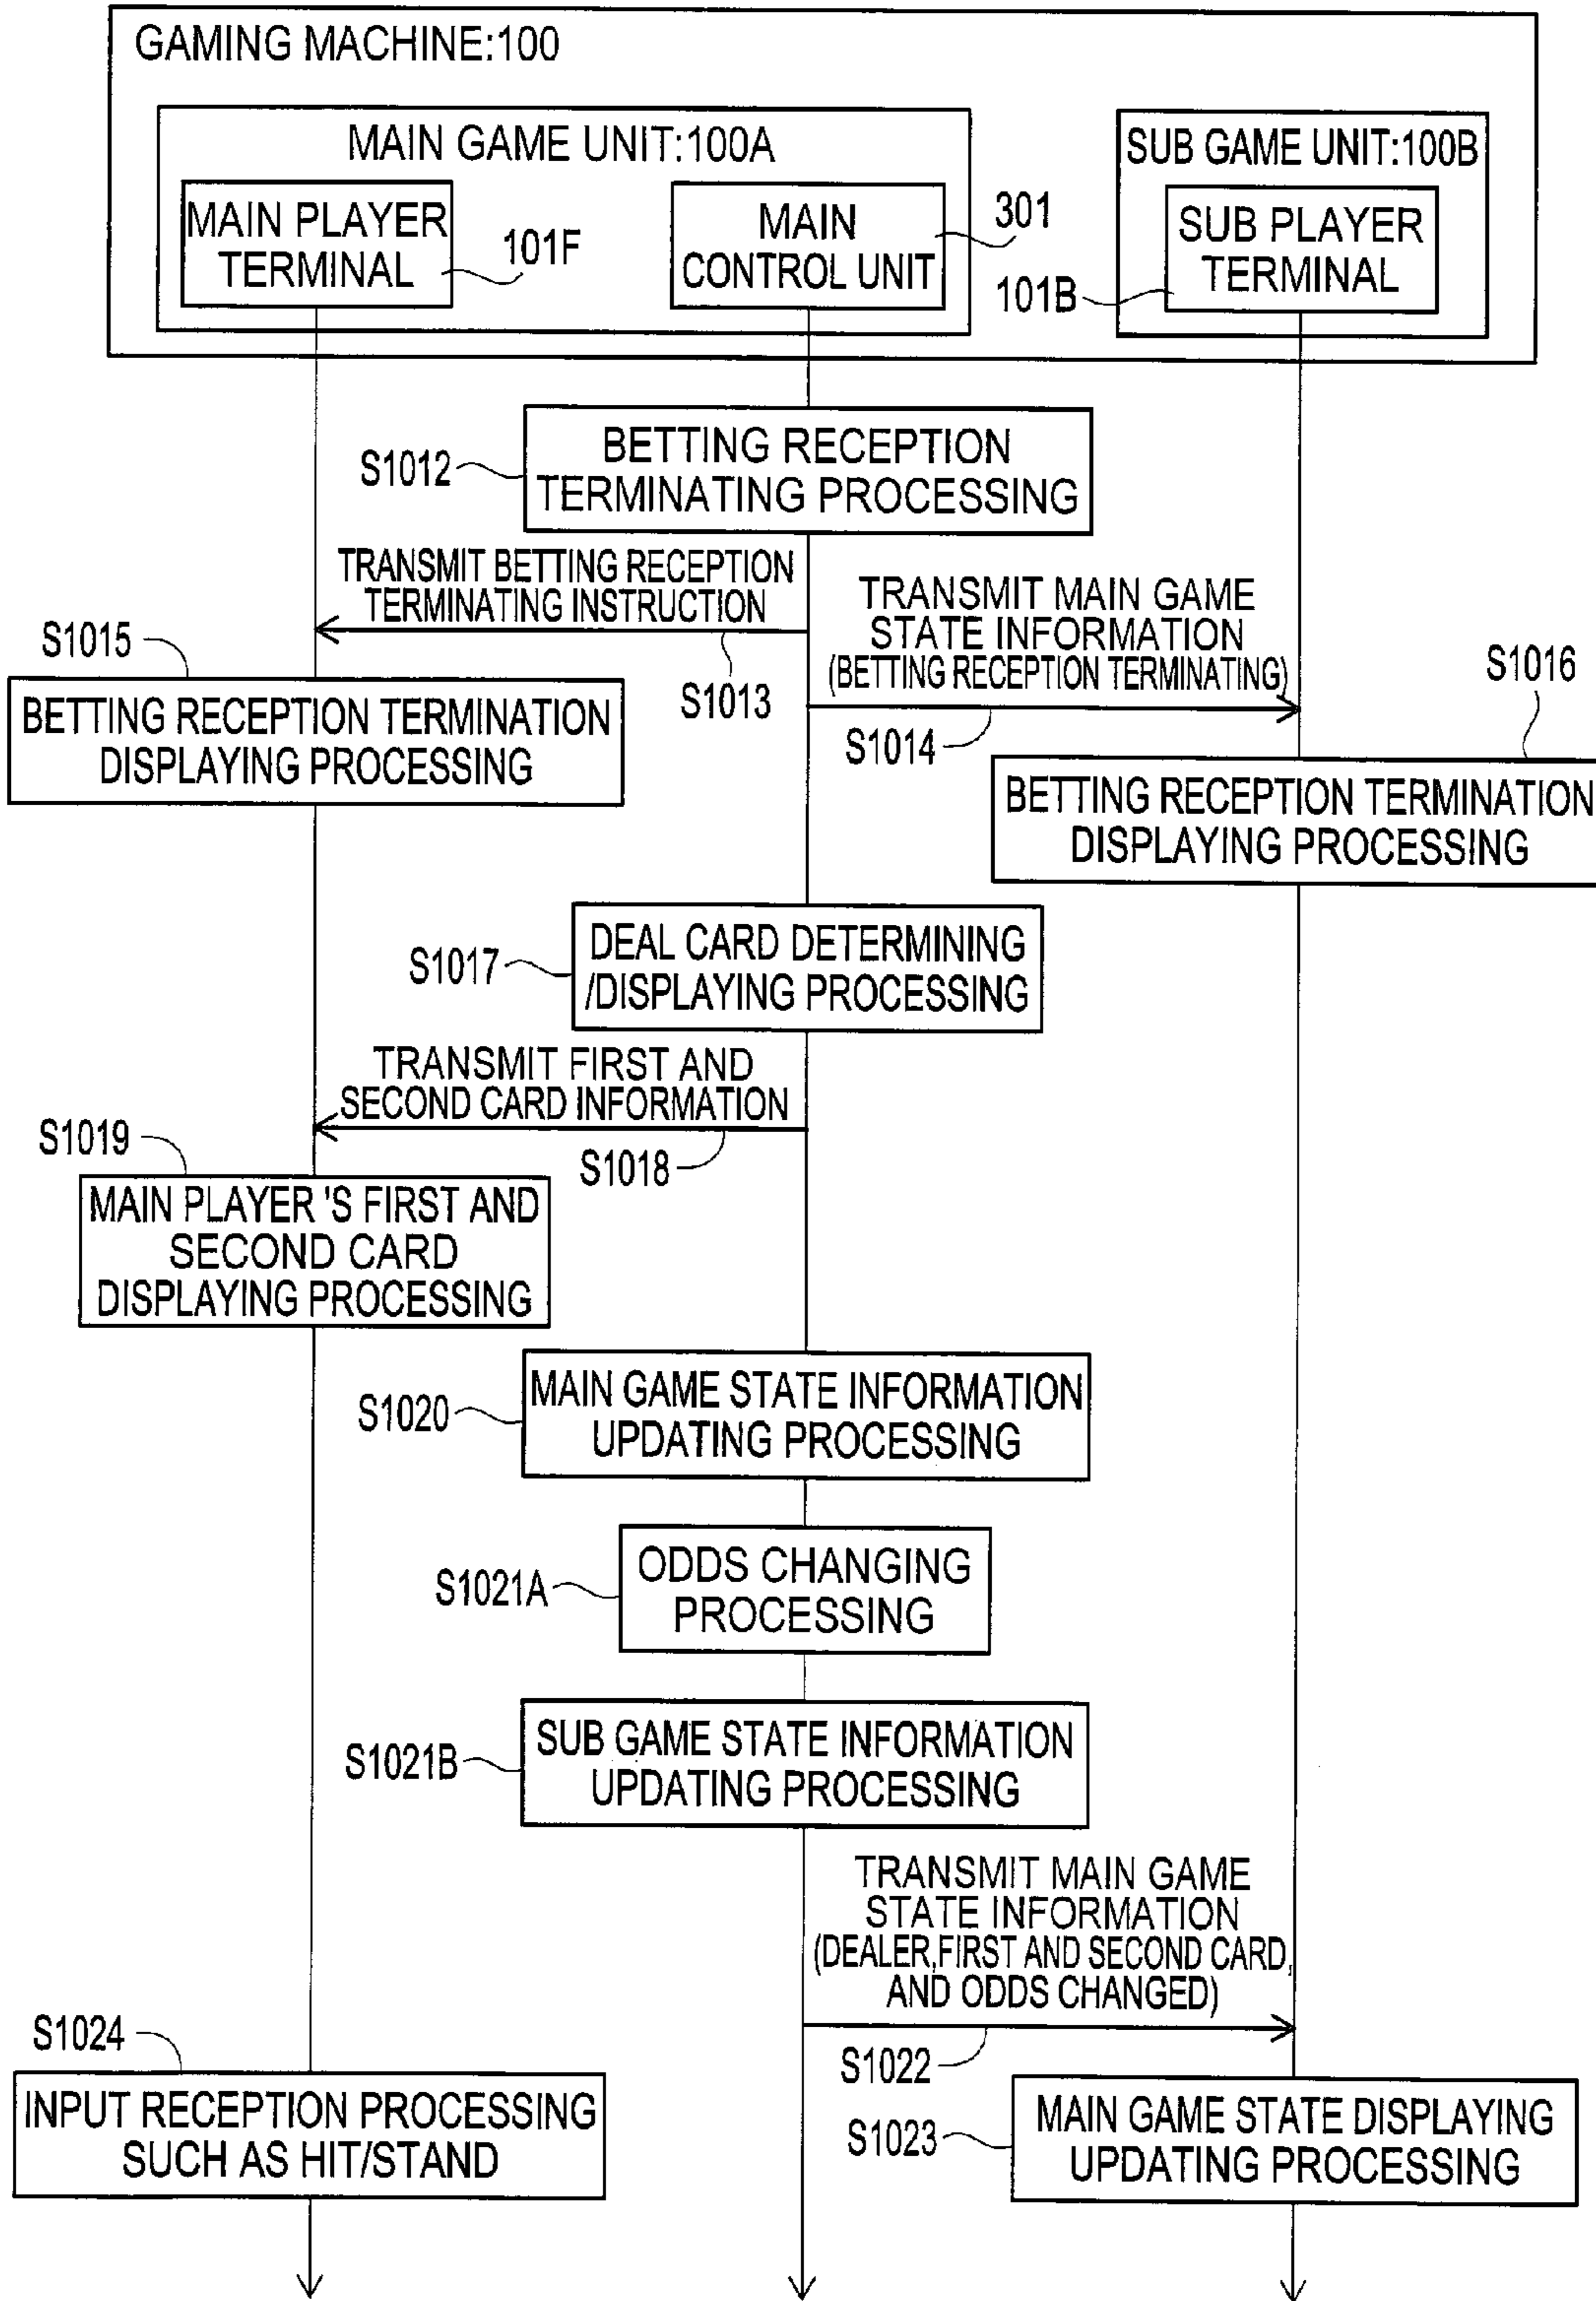 GAMING MACHINE:100
MAIN GAME UNIT:100A
SUB GAME UNIT:100B
MAIN PLAYER
TERMINAL
101F
MAIN
CONTROL UNIT
301
SUB PLAYER
TERMINAL
101B
S1012
BETTING RECEPTION
TERMINATING PROCESSING
TRANSMIT BETTING RECEPTION
TERMINATING INSTRUCTION
S1013
TRANSMIT MAIN GAME
STATE INFORMATION
(BETTING RECEPTION TERMINATING)
S1014
S1015
BETTING RECEPTION TERMINATION
DISPLAYING PROCESSING
S1016
BETTING RECEPTION TERMINATION
DISPLAYING PROCESSING
S1017
DEAL CARD DETERMINING
/DISPLAYING PROCESSING
TRANSMIT FIRST AND
SECOND CARD INFORMATION
S1018
S1019
MAIN PLAYER 'S FIRST AND
SECOND CARD
DISPLAYING PROCESSING
S1020
MAIN GAME STATE INFORMATION
UPDATING PROCESSING
S1021A
ODDS CHANGING
PROCESSING
S1021B
SUB GAME STATE INFORMATION
UPDATING PROCESSING
TRANSMIT MAIN GAME
STATE INFORMATION
(DEALER,FIRST AND SECOND CARD,
AND ODDS CHANGED)
S1022
S1024
INPUT RECEPTION PROCESSING
SUCH AS HIT/STAND
S1023
MAIN GAME STATE DISPLAYING
UPDATING PROCESSING